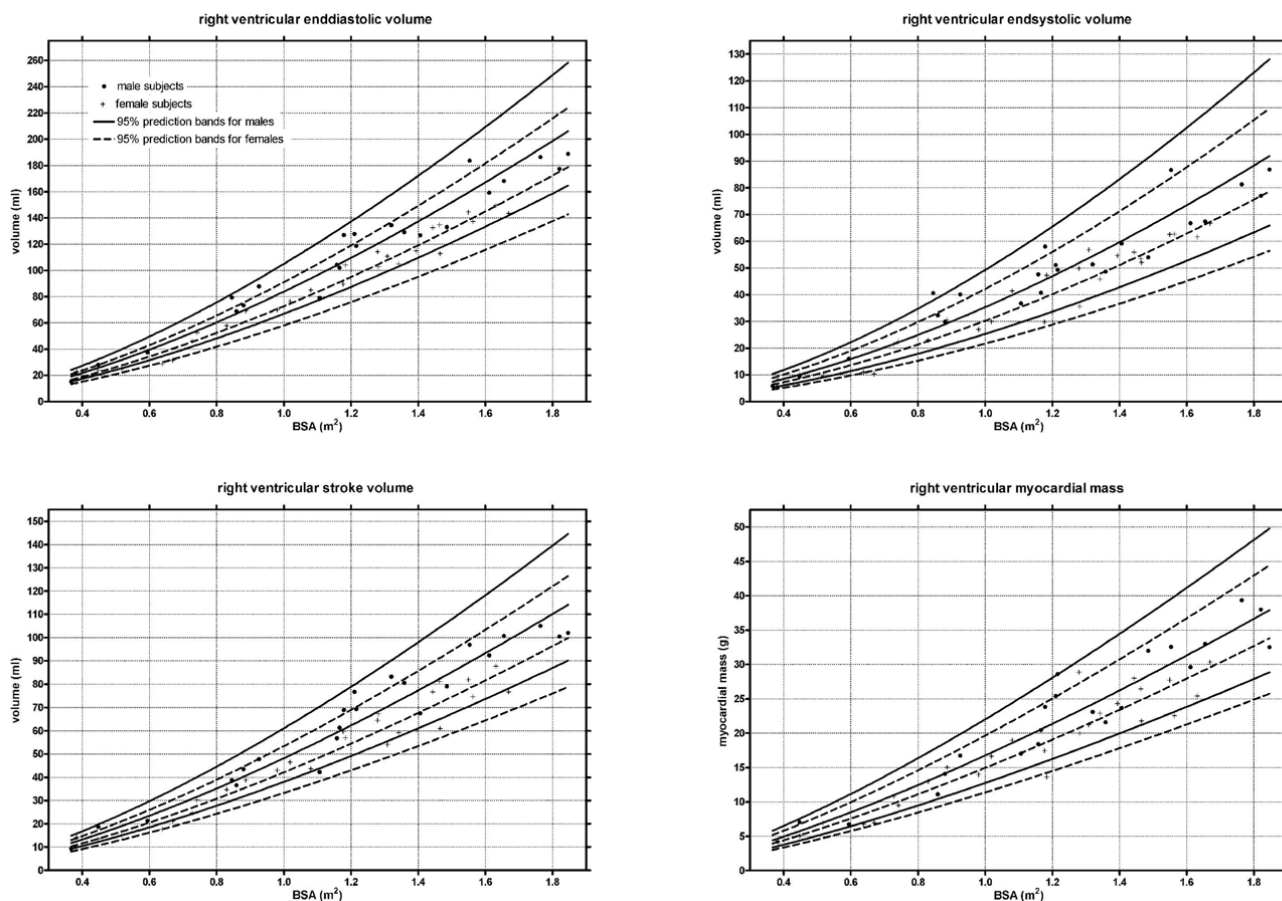 right ventricular enddiastolic volume
volume (ml)
260
240
220
200
180
160
140
120
100
80
60
40
20
0
male subjects
female subjects
95% prediction bands for males
95% prediction bands for females
0.4 0.6 0.8 1.0 1.2 1.4 1.6 1.8
BSA (m²)
right ventricular endsystolic volume
volume (ml)
130
120
110
100
90
80
70
60
50
40
30
20
10
0
0.4 0.6 0.8 1.0 1.2 1.4 1.6 1.8
BSA (m²)
right ventricular stroke volume
volume (ml)
150
140
130
120
110
100
90
80
70
60
50
40
30
20
10
0
0.4 0.6 0.8 1.0 1.2 1.4 1.6 1.8
BSA (m²)
right ventricular myocardial mass
myocardial mass (g)
50
45
40
35
30
25
20
15
10
5
0
0.4 0.6 0.8 1.0 1.2 1.4 1.6 1.8
BSA (m²)